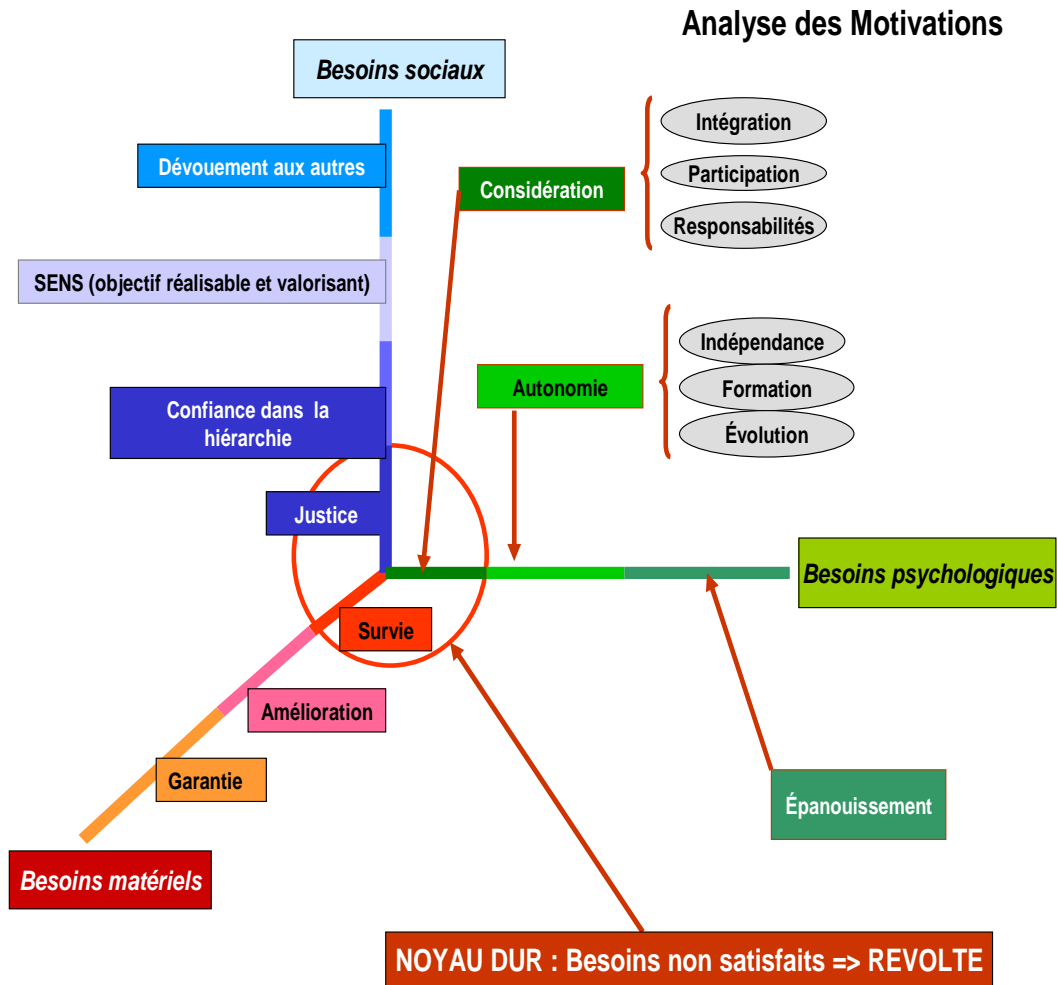 Analyse des Motivations
Besoins sociaux
Dévouement aux autres
SENS (objectif réalisable et valorisant)
Confiance dans la
hiérarchie
Justice
Considération
Intégration
Participation
Responsabilités
Autonomie
Indépendance
Formation
Évolution
Besoins psychologiques
Survie
Amélioration
Garantie
Besoins matériels
Épanouissement
NOYAU DUR : Besoins non satisfaits => REVOLTE